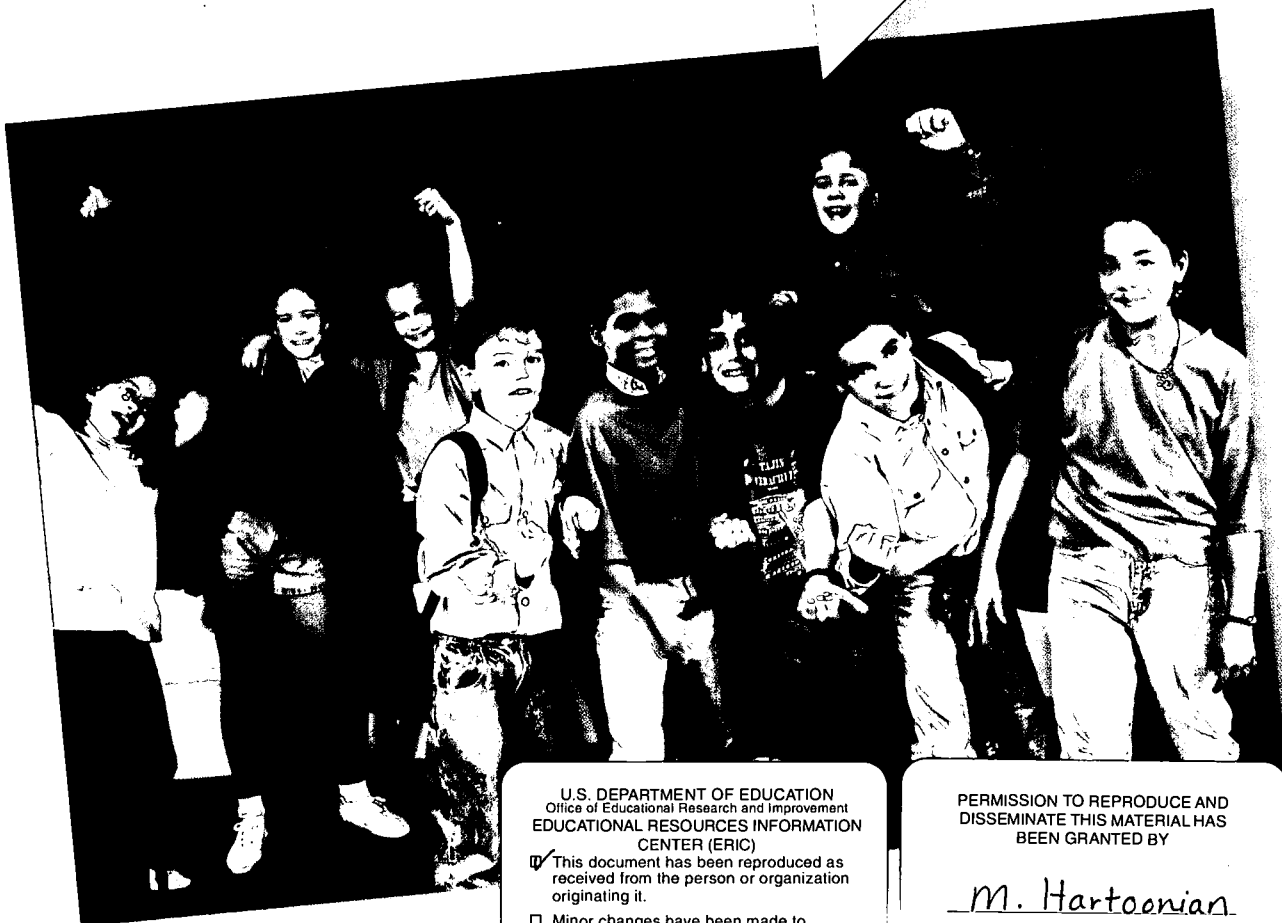 TAJIN
U.S. DEPARTMENT OF EDUCATION
Office of Educational Research and Improvement
EDUCATIONAL RESOURCES INFORMATION
CENTER (ERIC)
This document has been reproduced as
received from the person or organization
originating it.
Minor changes have been made to
PERMISSION TO REPRODUCE AND
DISSEMINATE THIS MATERIAL HAS
BEEN GRANTED BY
M. Hartoonian